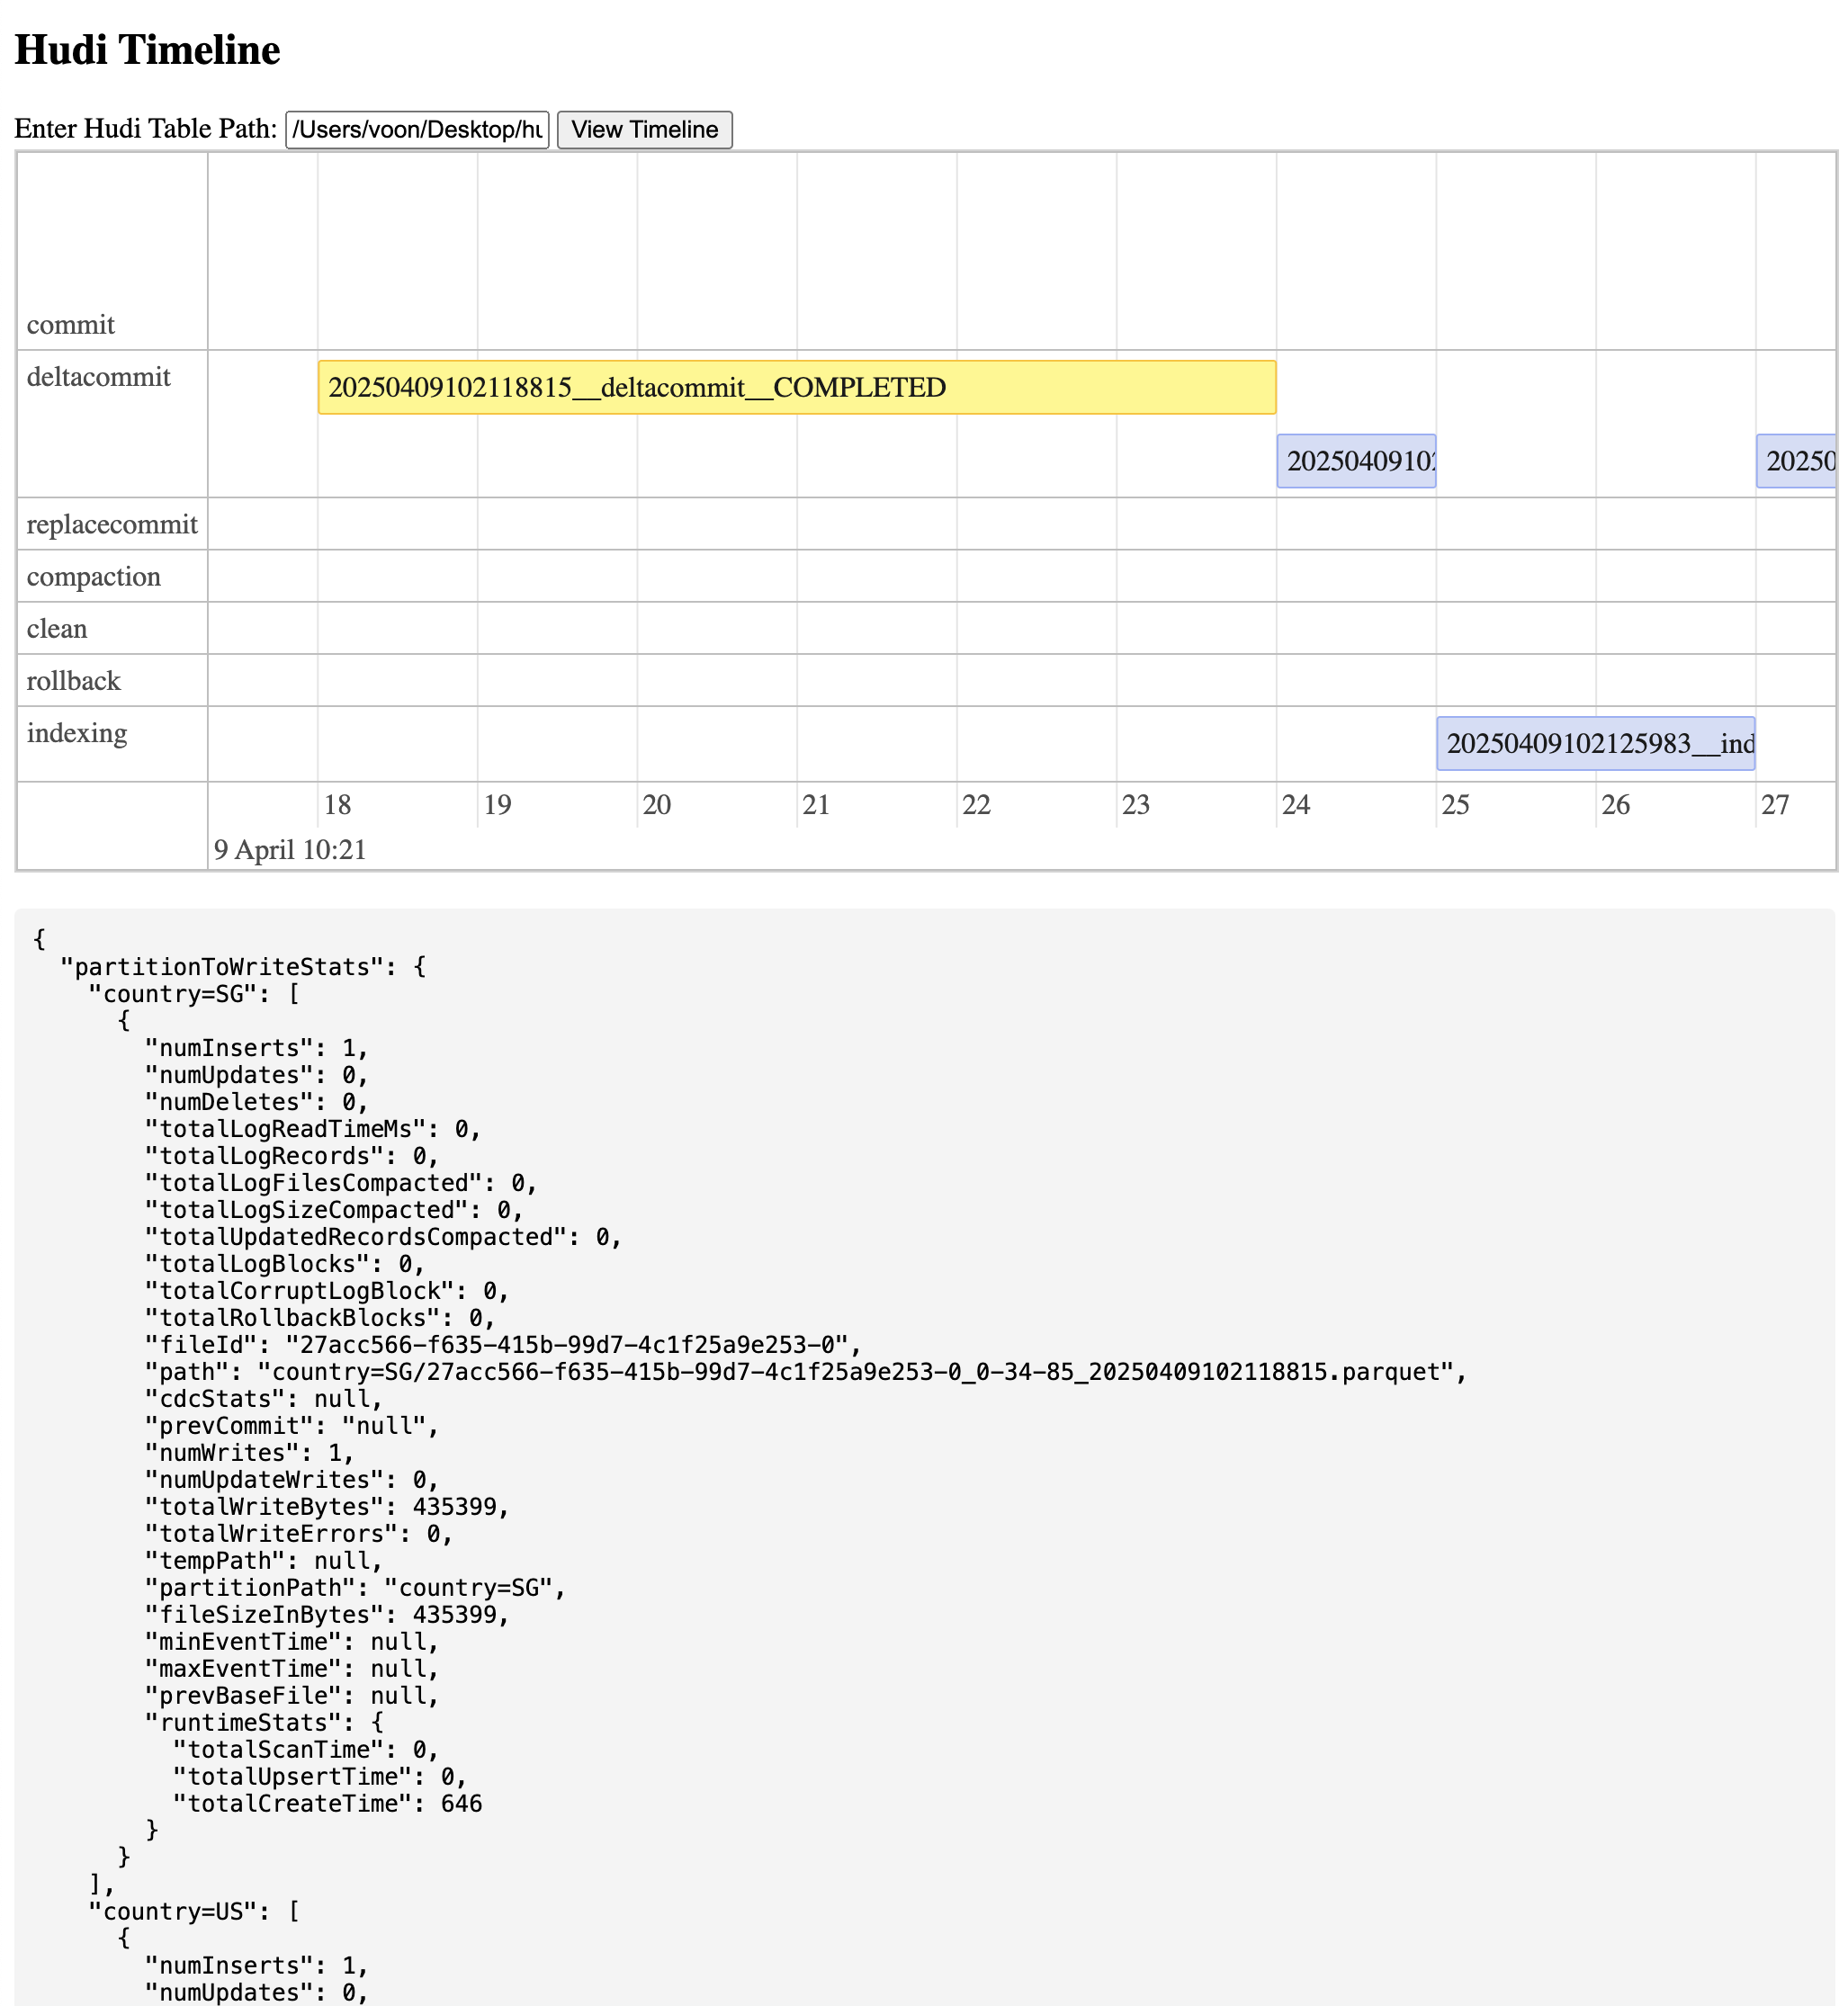 Hudi Timeline
Enter Hudi Table Path: /Users/voon/Desktop/hu View Timeline
commit
deltacommit
20250409102118815__deltacommit__COMPLETED
2025040910
20250
replacecommit
compaction
clean
rollback
indexing
20250409102125983__ind
18 19 20 21 22 23 24 25 26 27
9 April 10:21
{
  "partitionToWriteStats": {
    "country=SG": [
      {
        "numInserts": 1,
        "numUpdates": 0,
        "numDeletes": 0,
        "totalLogReadTimeMs": 0,
        "totalLogRecords": 0,
        "totalLogFilesCompacted": 0,
        "totalLogSizeCompacted": 0,
        "totalUpdatedRecordsCompacted": 0,
        "totalLogBlocks": 0,
        "totalCorruptLogBlock": 0,
        "totalRollbackBlocks": 0,
        "fileId": "27acc566-f635-415b-99d7-4c1f25a9e253-0",
        "path": "country=SG/27acc566-f635-415b-99d7-4c1f25a9e253-0_0-34-85_20250409102118815.parquet",
        "cdcStats": null,
        "prevCommit": "null",
        "numWrites": 1,
        "numUpdateWrites": 0,
        "totalWriteBytes": 435399,
        "totalWriteErrors": 0,
        "tempPath": null,
        "partitionPath": "country=SG",
        "fileSizeInBytes": 435399,
        "minEventTime": null,
        "maxEventTime": null,
        "prevBaseFile": null,
        "runtimeStats": {
          "totalScanTime": 0,
          "totalUpsertTime": 0,
          "totalCreateTime": 646
        }
      }
    ],
    "country=US": [
      {
        "numInserts": 1,
        "numUpdates": 0,